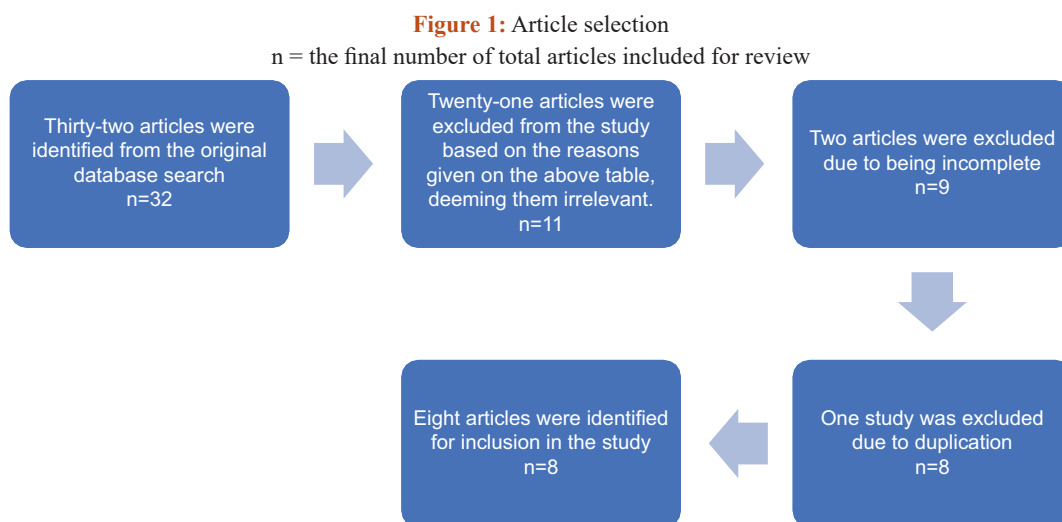 Figure 1: Article selection
n = the final number of total articles included for review
Thirty-two articles were
identified from the original
database search
n=32
Twenty-one articles were
excluded from the study
based on the reasons
given on the above table,
deeming them irrelevant.
n=11
Two articles were excluded
due to being incomplete
n=9
One study was excluded
due to duplication
n=8
Eight articles were identified
for inclusion in the study
n=8